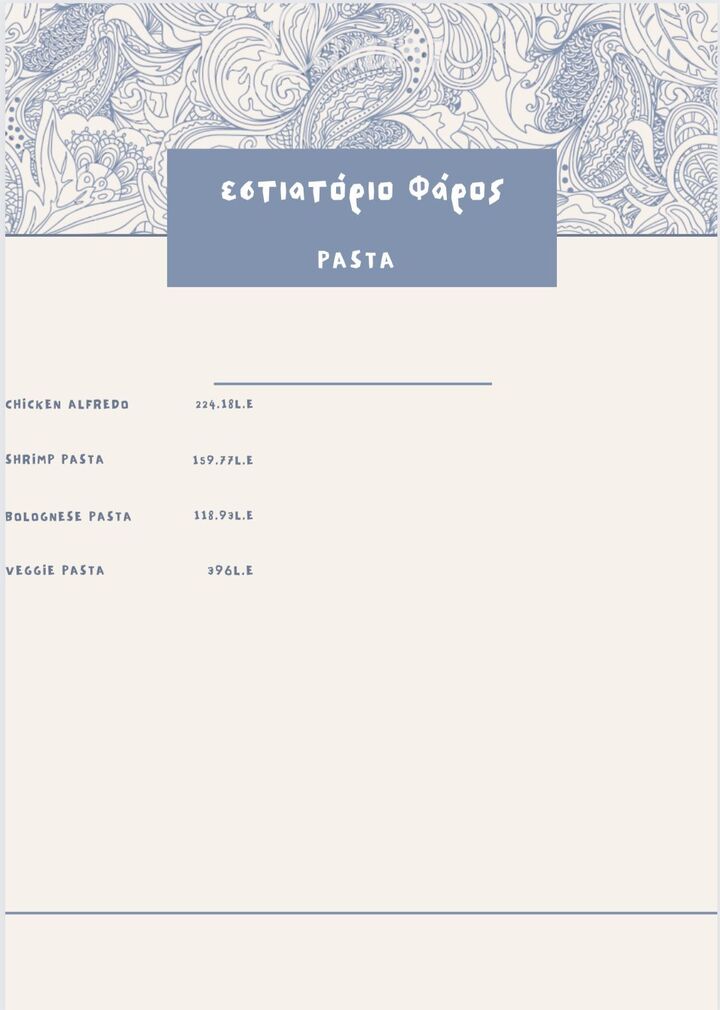 Εστιατόριο Φάρος
PASTA
CHICKEN ALFREDO 224.18L.E
SHRIMP PASTA 159.77L.E
BOLOGNESE PASTA 118.93L.E
VEGGIE PASTA 396L.E